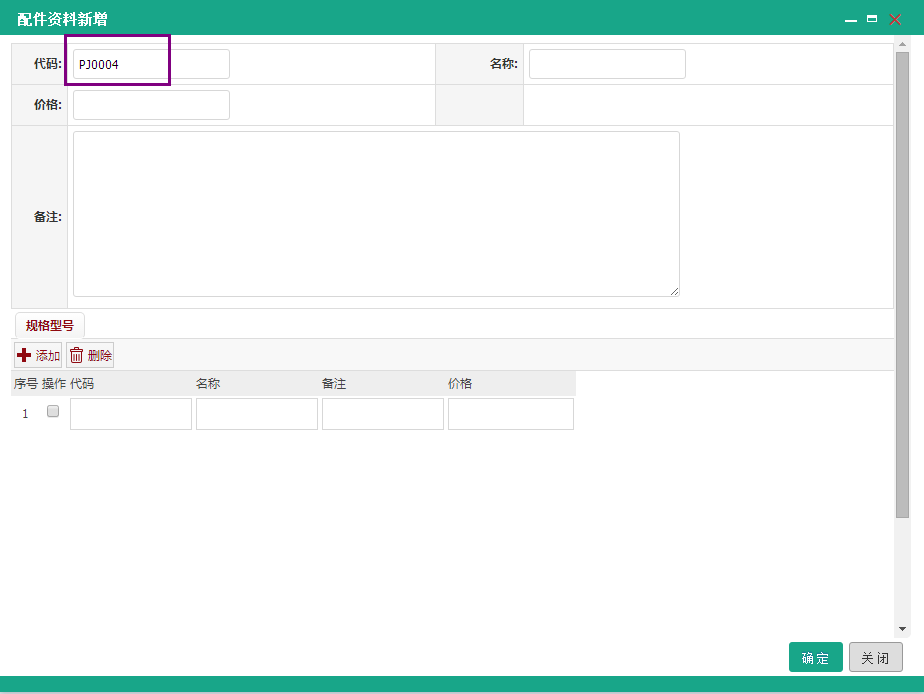 配件资料新增
代码: PJ0004 名称:
价格:
备注:
规格型号
添加 删除
序号 操作 代码 名称 备注 价格
1
确定 关闭